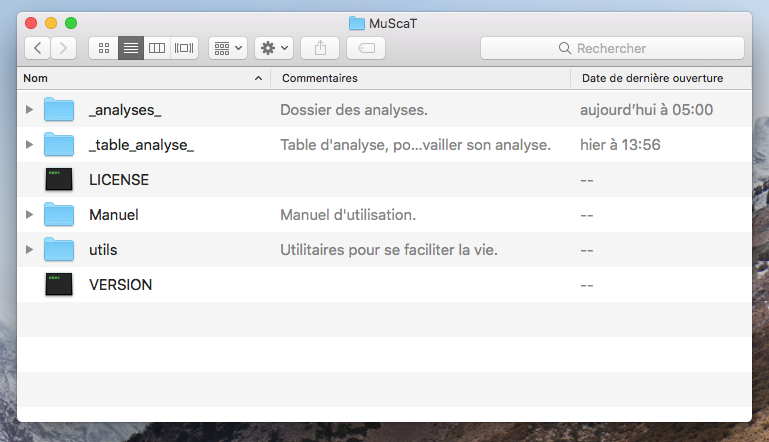 MuScaT
Rechercher
Nom Commentaires Date de dernière ouverture
_analyses_ Dossier des analyses. aujourd'hui à 05:00
_table_analyse_ Table d'analyse, po...vailler son analyse. hier à 13:56
LICENSE --
Manuel Manuel d'utilisation. --
utils Utilitaires pour se faciliter la vie. --
VERSION --